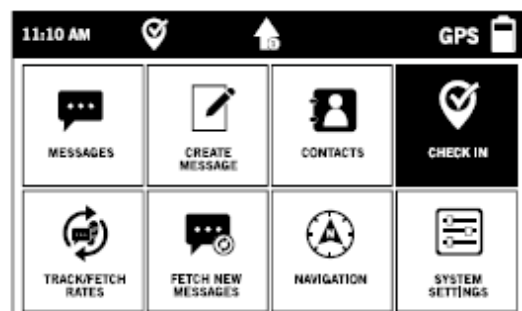 11:10 AM GPS
MESSAGES
CREATE
MESSAGE
CONTACTS
CHECK IN
TRACK/FETCH
RATES
FETCH NEW
MESSAGES
NAVIGATION
SYSTEM
SETTINGS